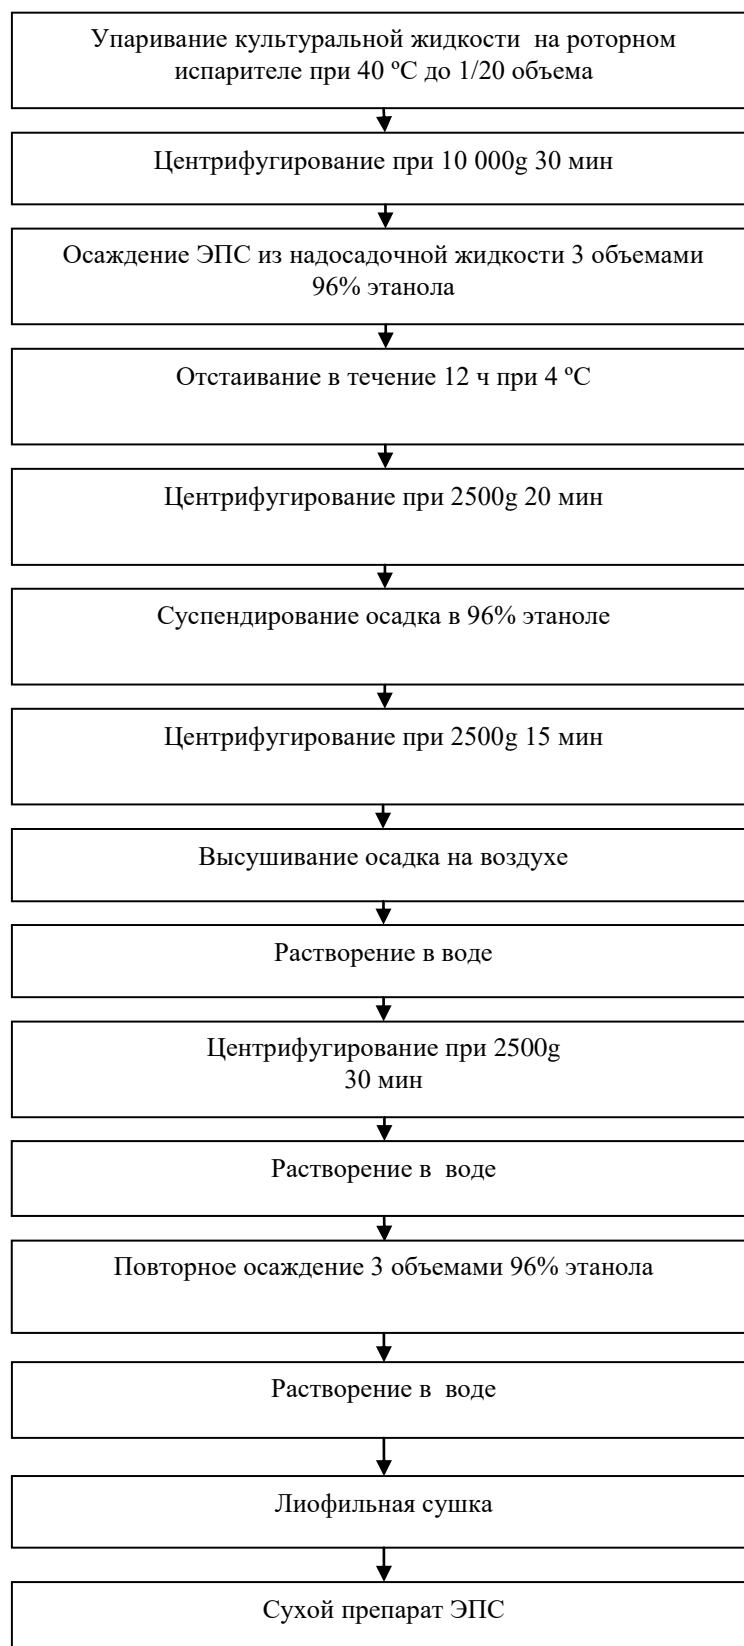 Упаривание культуральной жидкости на роторном
испарителе при 40 ºС до 1/20 объема
Центрифугирование при 10 000g 30 мин
Осаждение ЭПС из надосадочной жидкости 3 объемами
96% этанола
Отстаивание в течение 12 ч при 4 ºС
Центрифугирование при 2500g 20 мин
Суспендирование осадка в 96% этаноле
Центрифугирование при 2500g 15 мин
Высушивание осадка на воздухе
Растворение в воде
Центрифугирование при 2500g
30 мин
Растворение в воде
Повторное осаждение 3 объемами 96% этанола
Растворение в воде
Лиофильная сушка
Сухой препарат ЭПС